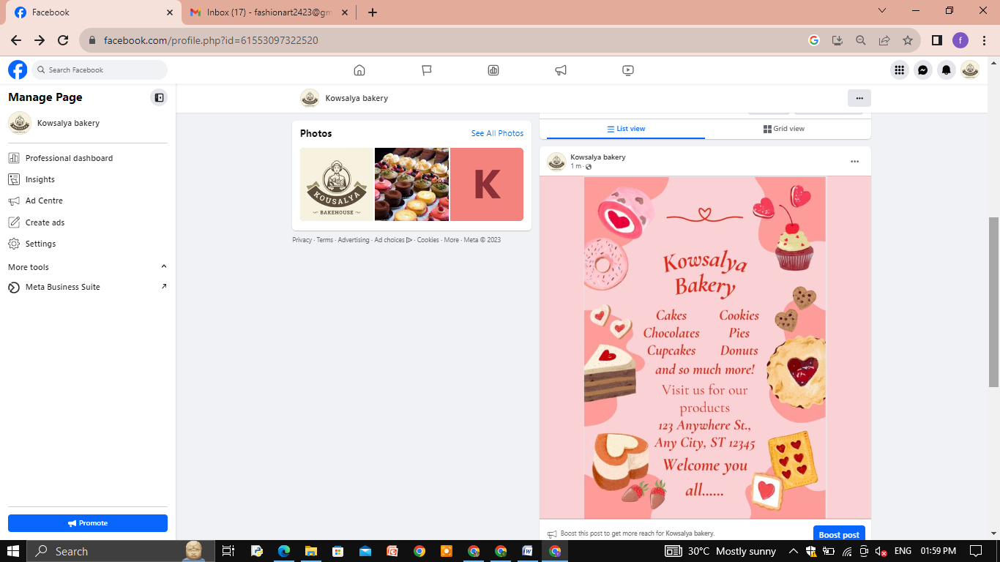 Facebook
Inbox (17) - fashionart2423@gm
facebook.com/profile.php?id=61553097322520
f
Search Facebook
Manage Page
Kowsalya bakery
Professional dashboard
Insights
Ad Centre
Create ads
Settings
More tools
Meta Business Suite
Promote
Kowsalya bakery
Photos
See All Photos
KOUSALYA
BAKEHOUSE
K
Privacy · Terms · Advertising · Ad choices · Cookies · More · Meta © 2023
List view
Grid view
Kowsalya bakery
1 m ·
Kowsalya
Bakery
Cakes Cookies
Chocolates Pies
Cupcakes Donuts
and so much more!
Visit us for our
products
123 Anywhere St.,
Any City, ST 12345
Welcome you
all......
Boost this post to get more reach for Kowsalya bakery.
Boost post
Search
30°C Mostly sunny
ENG
01:59 PM